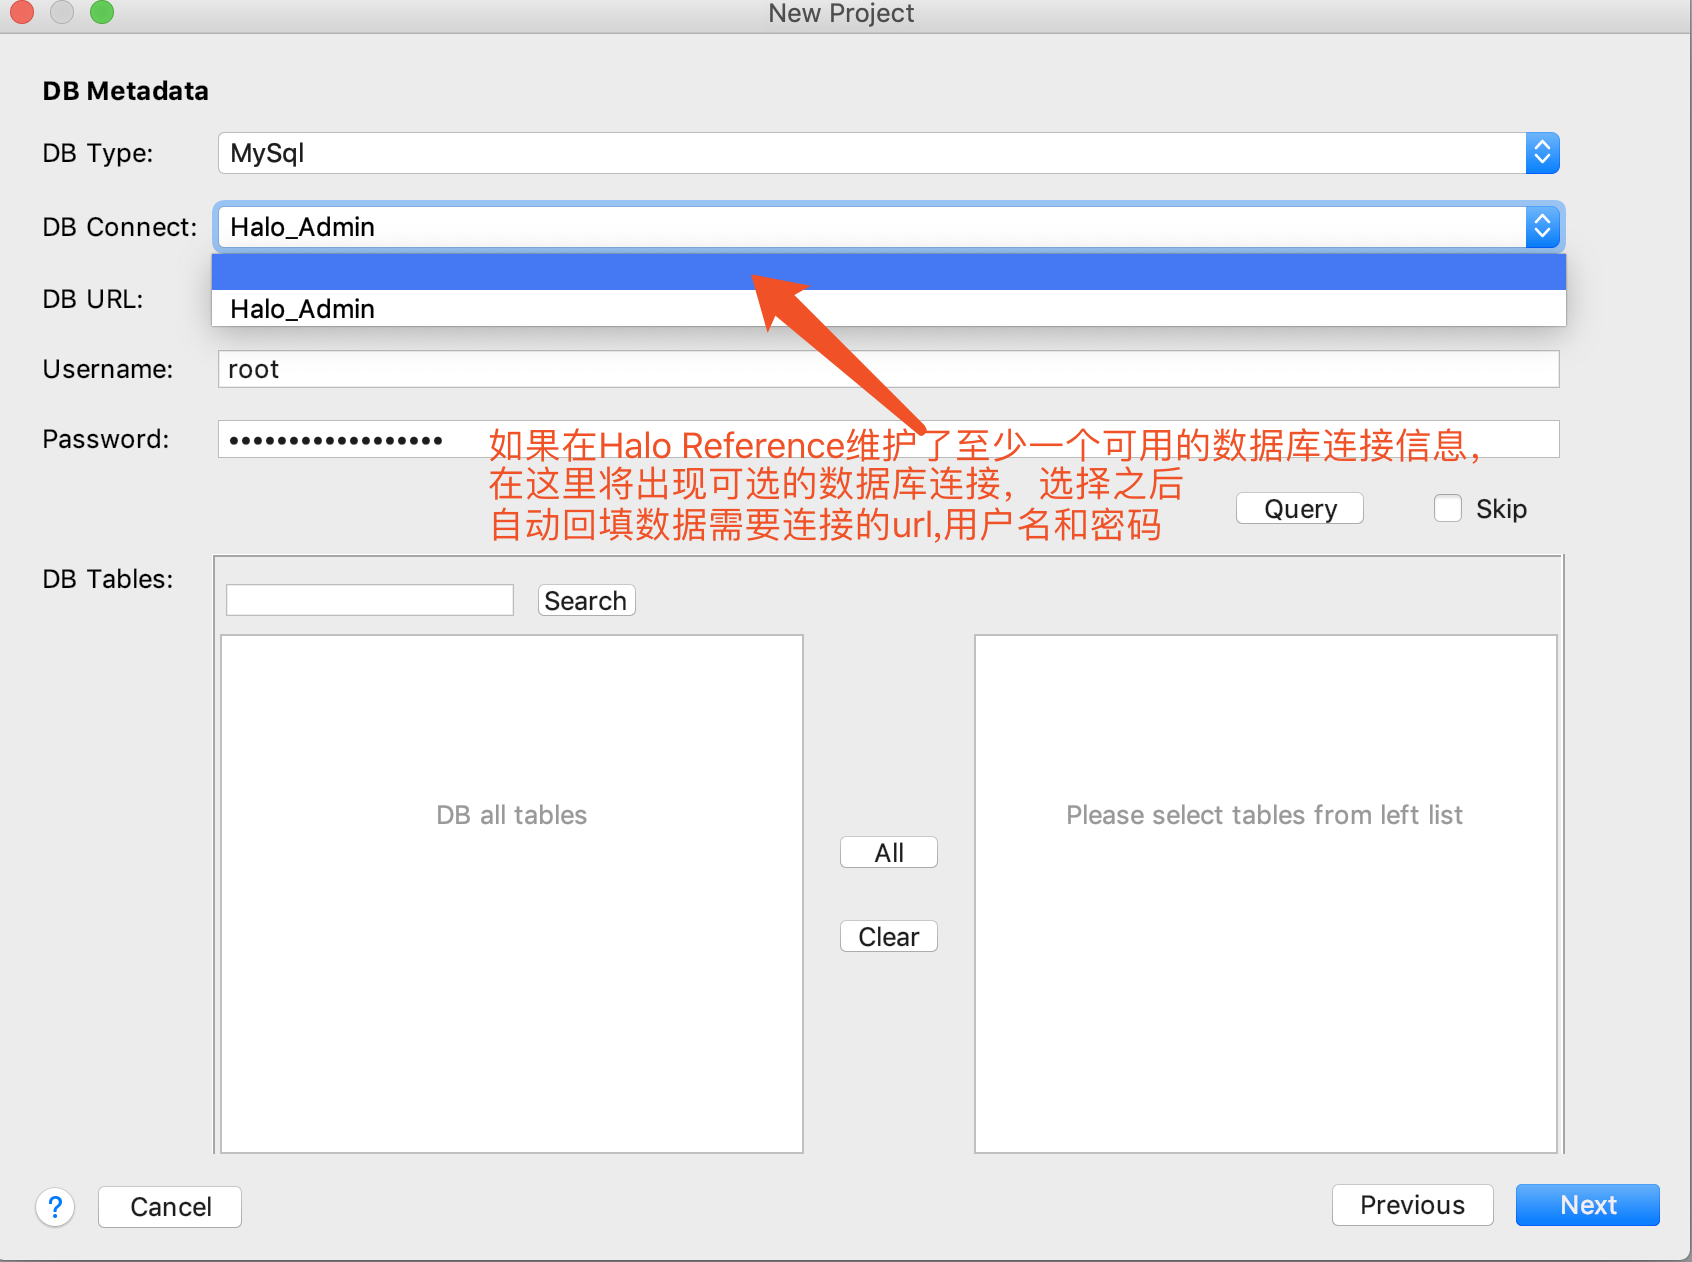 New Project
DB Metadata
DB Type:
MySql
DB Connect:
Halo_Admin
DB URL:
Halo_Admin
Username:
root
Password:
••••••••••••••••••
如果在Halo Reference维护了至少一个可用的数据库连接信息，
在这里将出现可选的数据库连接，选择之后
自动回填数据需要连接的url,用户名和密码
Query
Skip
DB Tables:
Search
DB all tables
Please select tables from left list
All
Clear
?
Cancel
Previous
Next